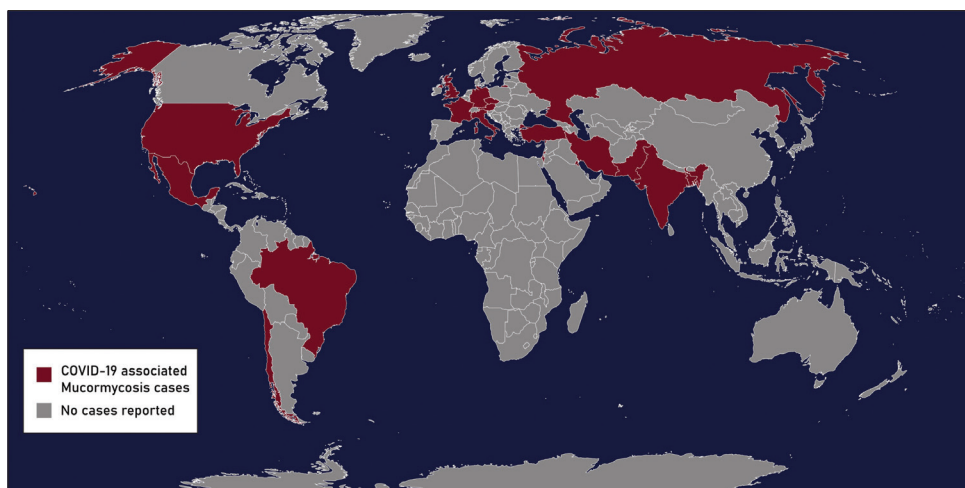 COVID-19 associated
Mucormycosis cases
No cases reported